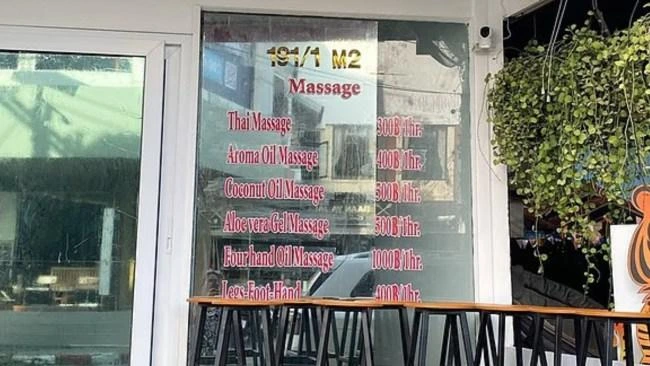 191/1 M2
Massage
Thai Massage 300B/1hr.
Aroma Oil Massage 400B/1hr.
Coconut Oil Massage 500B/1hr.
Aloe vera Gel Massage 500B/1hr.
Four hand Oil Massage 1000B/1hr.
Legs-Foot-Hand 400B/1hr.